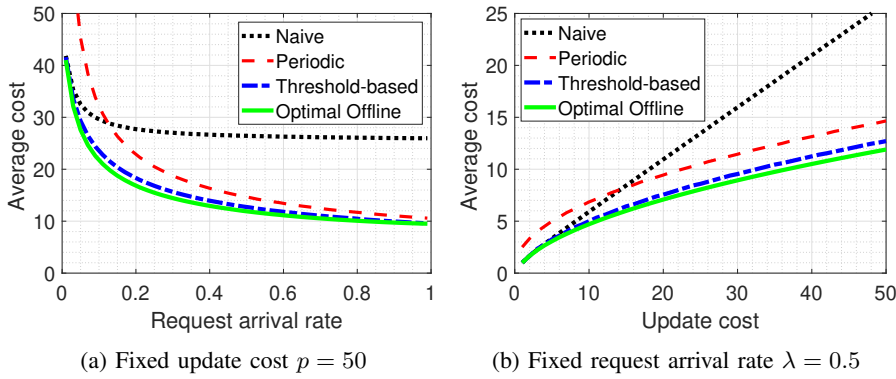 50
40
30
20
10
0
Average cost
0
0.2
0.4
0.6
0.8
1
Request arrival rate
Naive
Periodic
Threshold-based
Optimal Offline
(a) Fixed update cost p = 50
25
20
15
10
5
0
Average cost
0
10
20
30
40
50
Update cost
Naive
Periodic
Threshold-based
Optimal Offline
(b) Fixed request arrival rate λ = 0.5